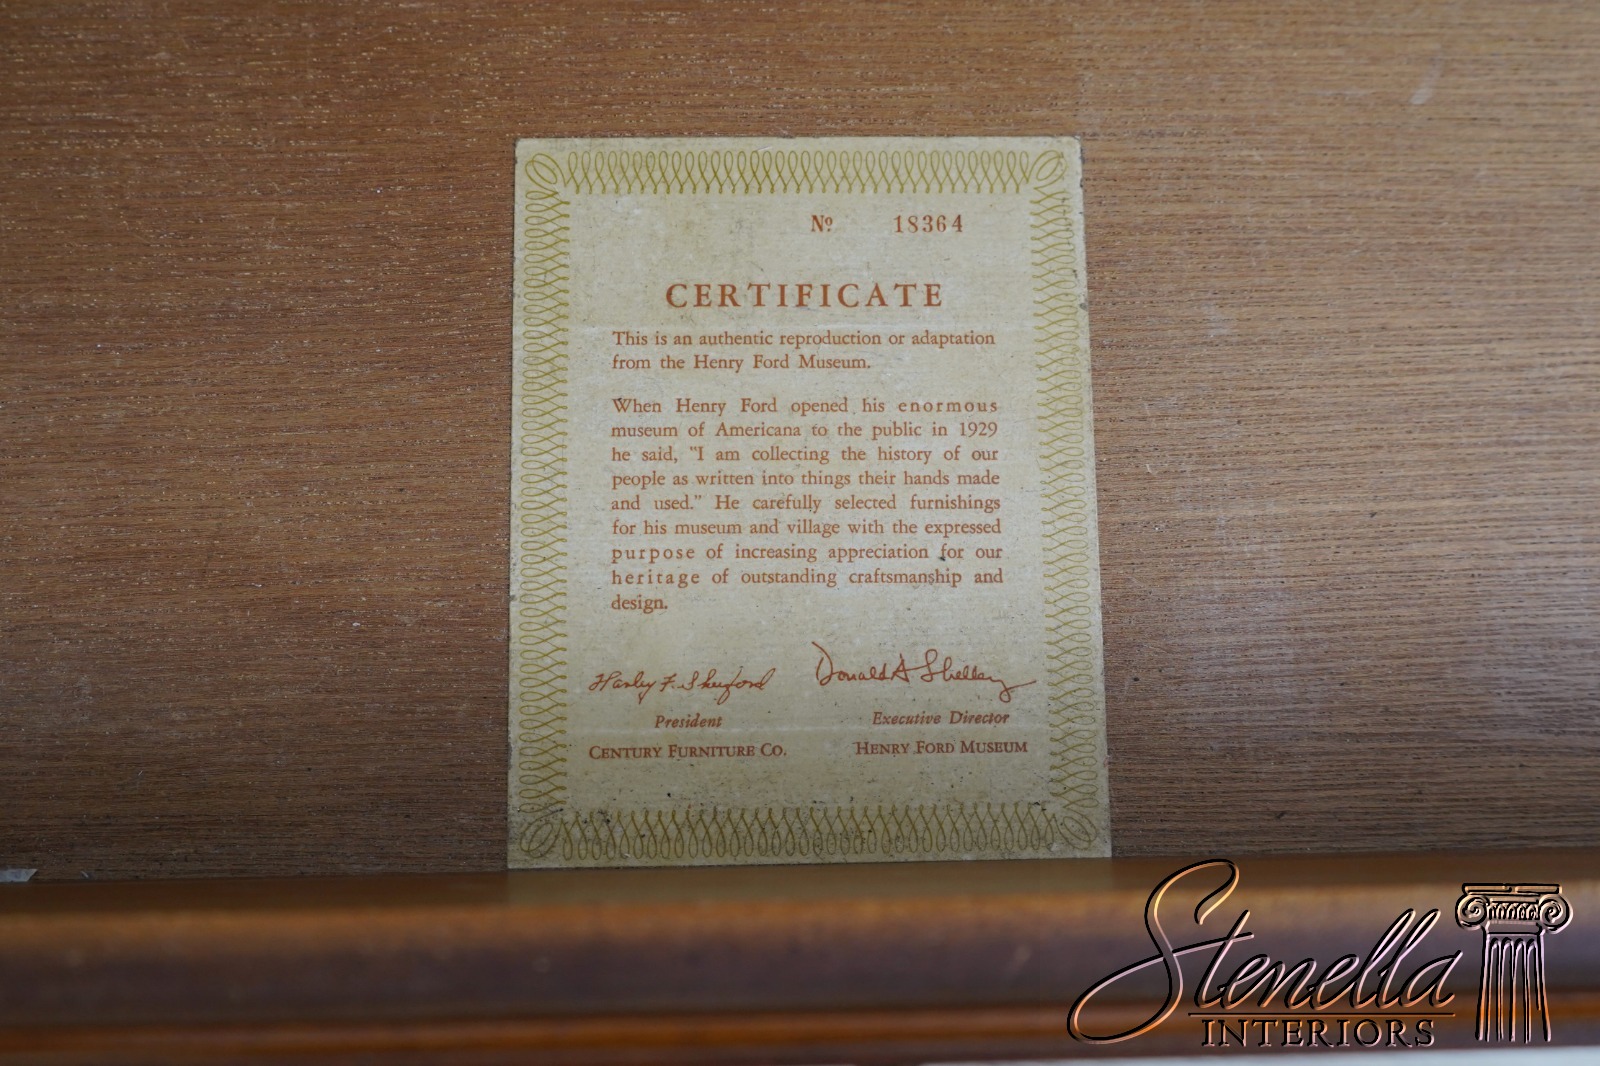 Nº 18364
CERTIFICATE
This is an authentic reproduction or adaptation
from the Henry Ford Museum.
When Henry Ford opened his enormous
museum of Americana to the public in 1929
he said, "I am collecting the history of our
people as written into things their hands made
and used." He carefully selected furnishings
for his museum and village with the expressed
purpose of increasing appreciation for our
heritage of outstanding craftsmanship and
design.
Harley F. Shuford
President
CENTURY FURNITURE CO.
Donald A Shelley
Executive Director
HENRY FORD MUSEUM
Stenella
INTERIORS